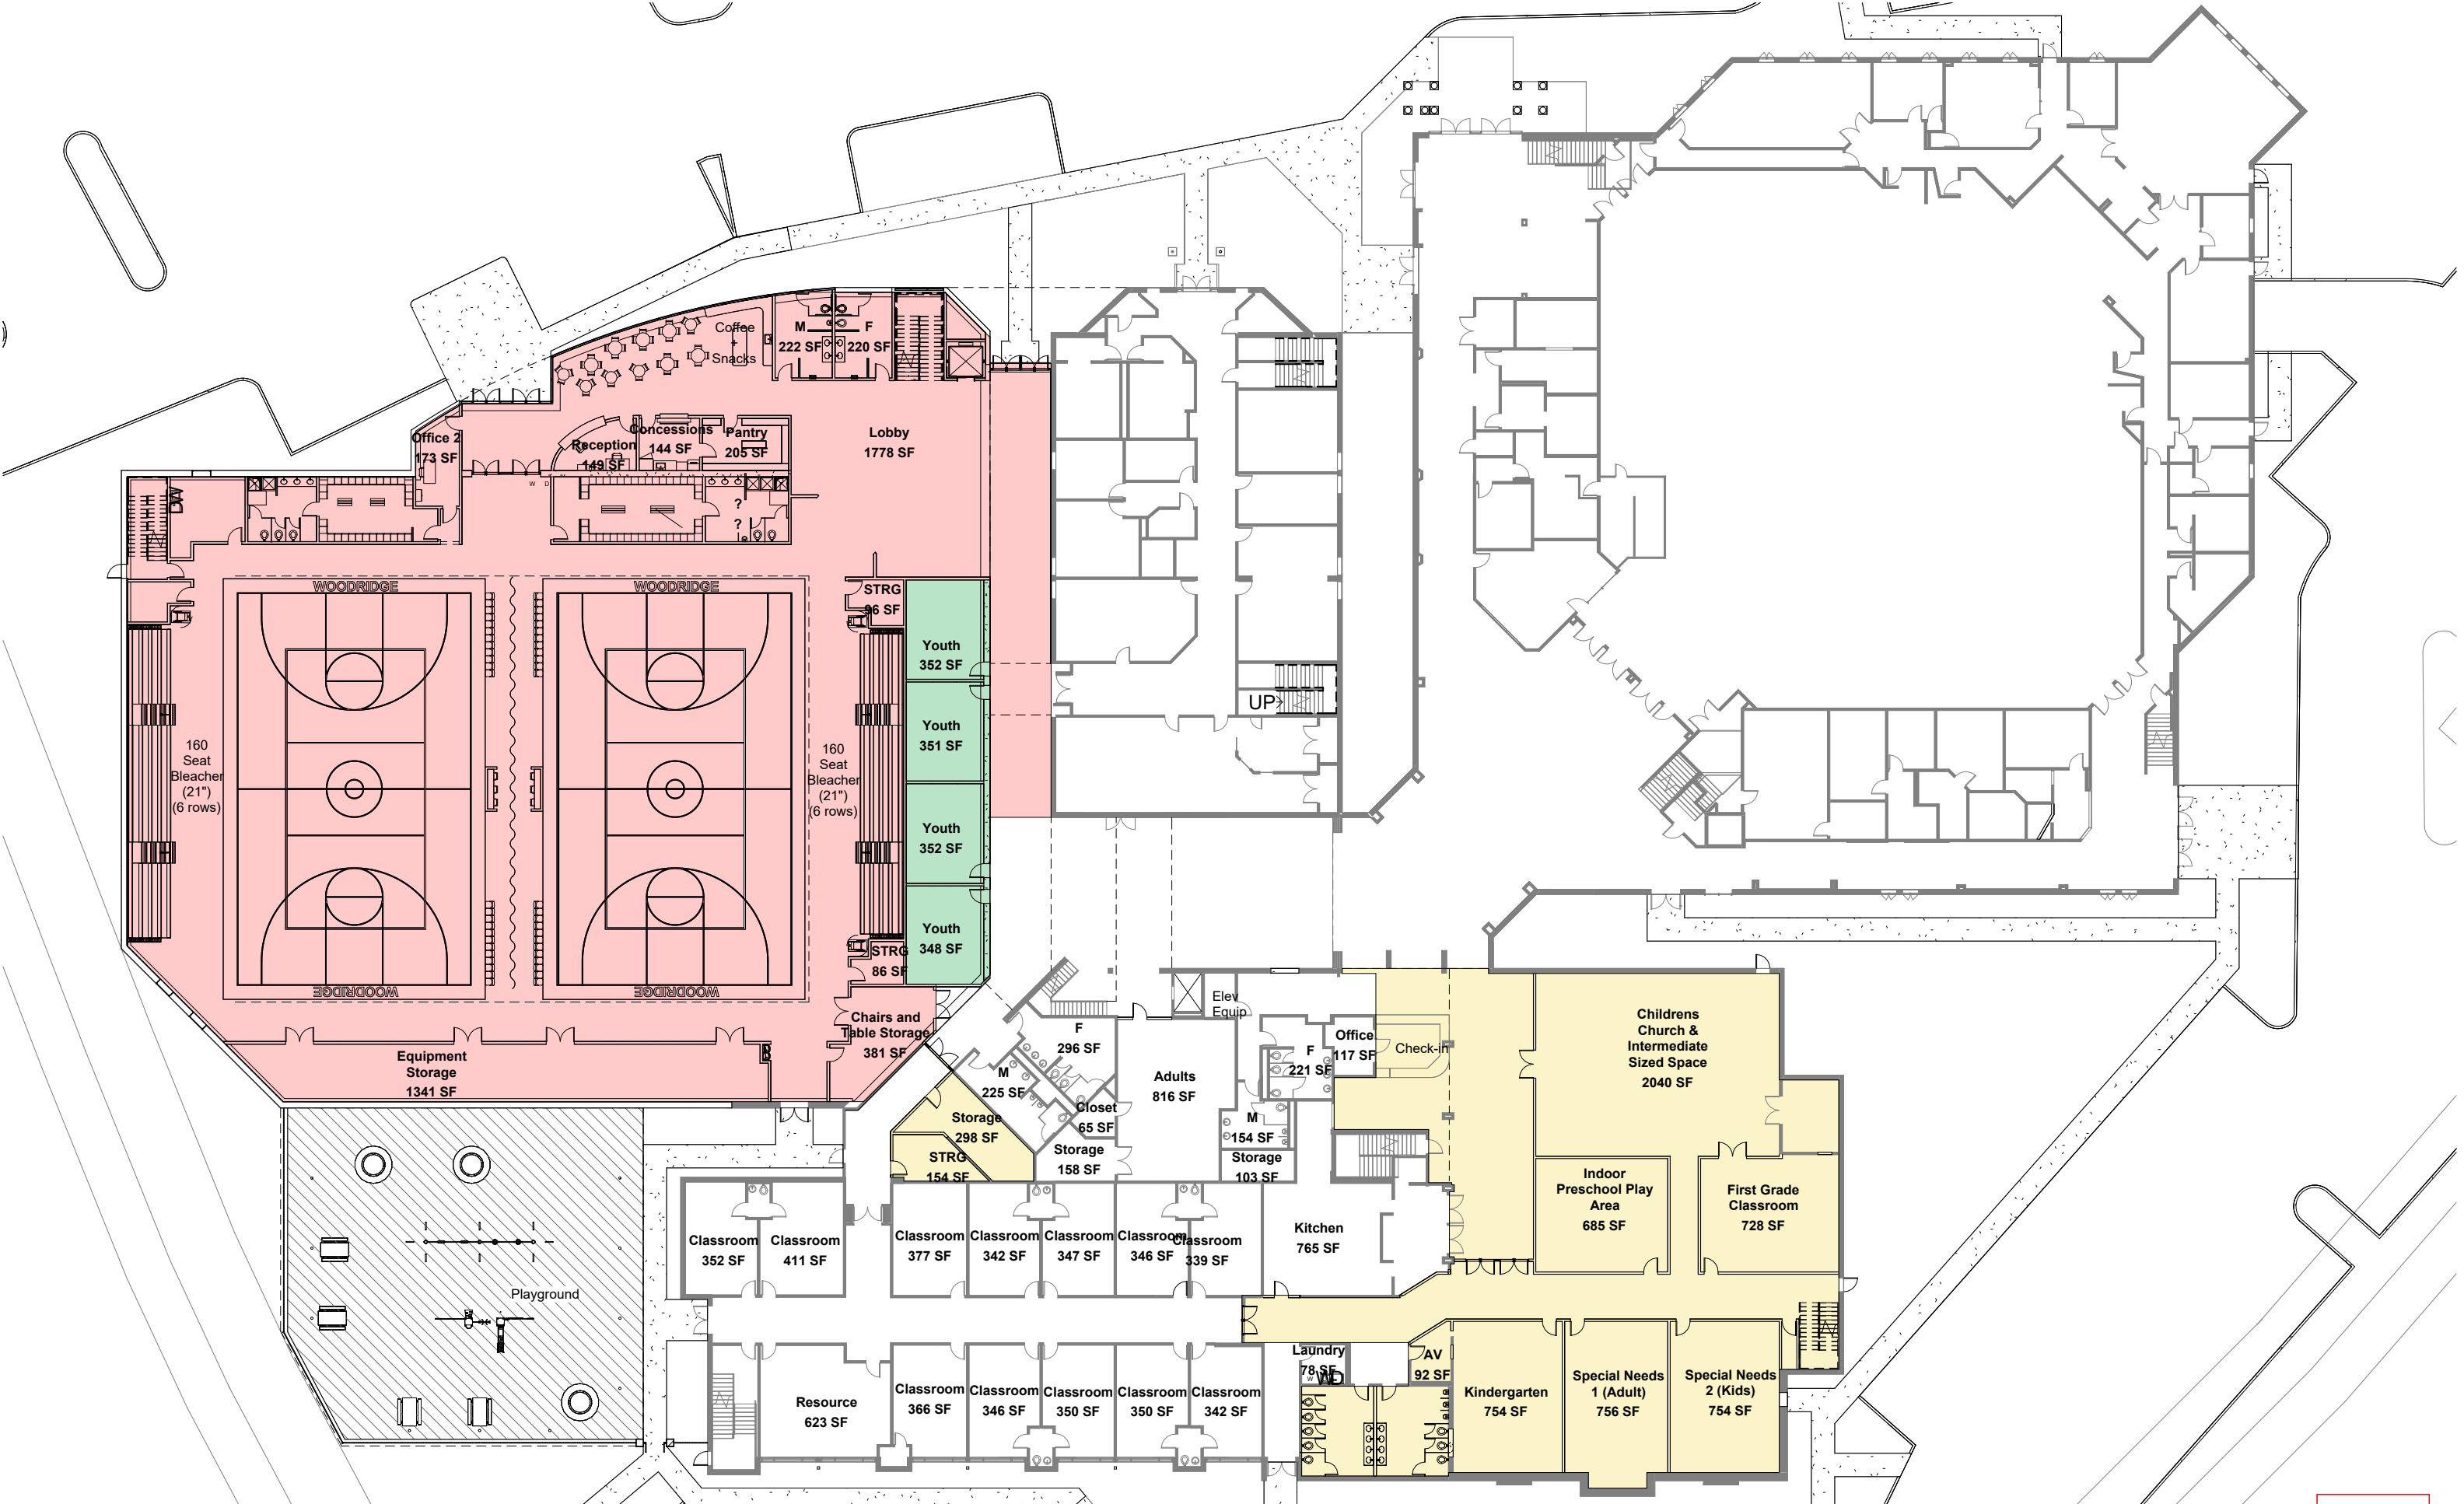 Coffee
+
Snacks
M
222 SF
F
220 SF
Office 2
173 SF
Reception
149 SF
Concessions
144 SF
Pantry
205 SF
Lobby
1778 SF
W D
?
?
WOODRIDGE
WOODRIDGE
STRG
96 SF
Youth
352 SF
Youth
351 SF
Youth
352 SF
Youth
348 SF
160
Seat
Bleacher
(21")
(6 rows)
160
Seat
Bleacher
(21")
(6 rows)
UP
STRG
86 SF
WOODRIDGE
WOODRIDGE
Chairs and
Table Storage
381 SF
Equipment
Storage
1341 SF
Elev
Equip
F
296 SF
M
225 SF
Closet
65 SF
Adults
816 SF
F
221 SF
Office
117 SF
Check-in
M
154 SF
Storage
103 SF
Storage
158 SF
Storage
298 SF
STRG
154 SF
Childrens
Church &
Intermediate
Sized Space
2040 SF
Indoor
Preschool Play
Area
685 SF
First Grade
Classroom
728 SF
Classroom
352 SF
Classroom
411 SF
Classroom
377 SF
Classroom
342 SF
Classroom
347 SF
Classroom
346 SF
Classroom
339 SF
Kitchen
765 SF
Playground
Resource
623 SF
Classroom
366 SF
Classroom
346 SF
Classroom
350 SF
Classroom
350 SF
Classroom
342 SF
Laundry
78 SF
W
WD
AV
92 SF
Kindergarten
754 SF
Special Needs
1 (Adult)
756 SF
Special Needs
2 (Kids)
754 SF